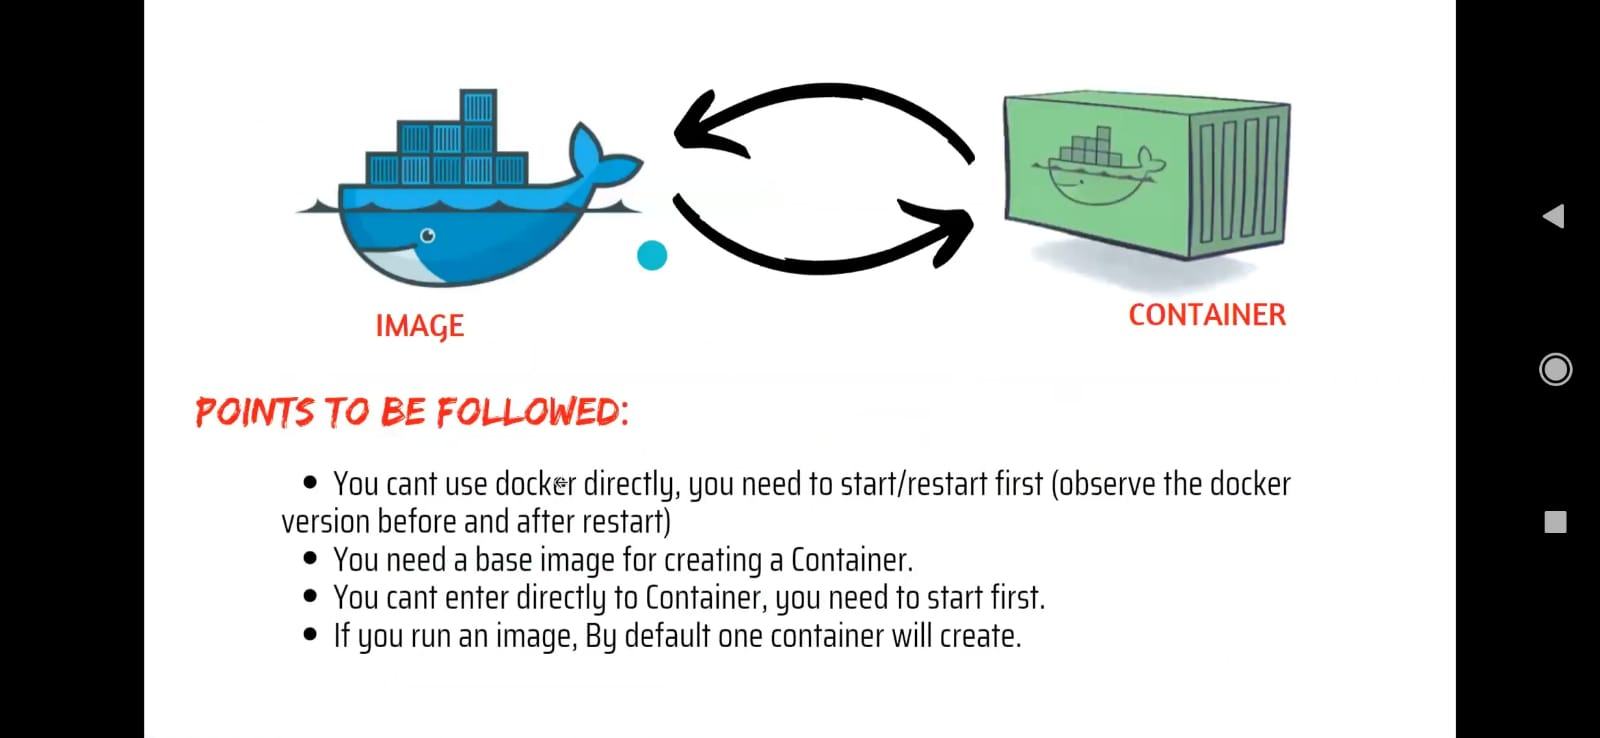 IMAGE
CONTAINER
POINTS TO BE FOLLOWED:
• You cant use docker directly, you need to start/restart first (observe the docker
version before and after restart)
• You need a base image for creating a Container.
• You cant enter directly to Container, you need to start first.
• If you run an image, By default one container will create.